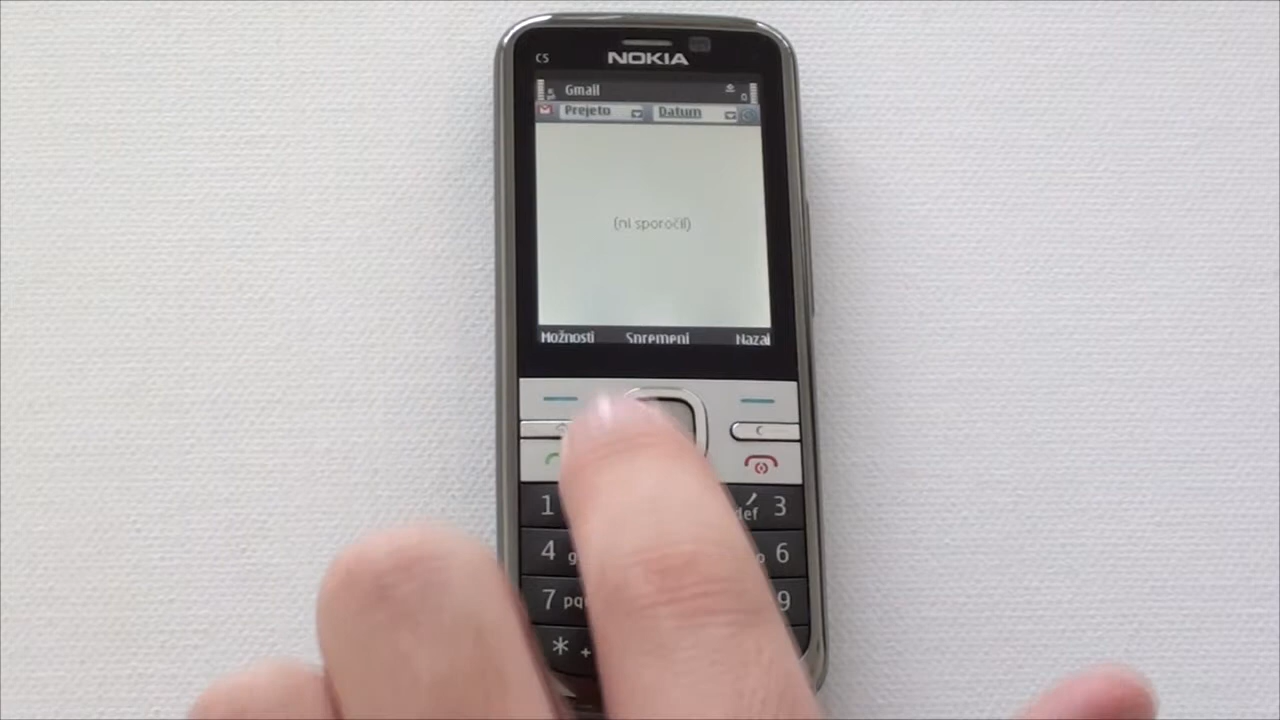 C5
NOKIA
Gmail
Prejeto Datum
(ni sporočil)
Možnosti Spremeni Nazaj
1 def 3
4 6
7 9
* +